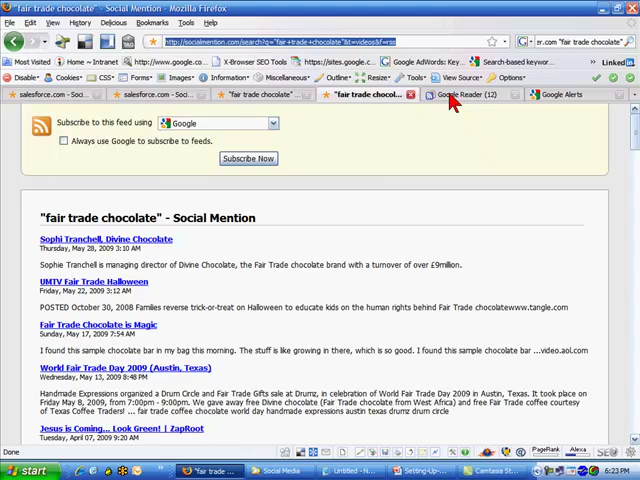 "fair trade chocolate" - Social Mention - Mozilla Firefox
Edit View History Delicious Bookmarks Tools Help
http://socialmention.com/search?q="fair+trade+chocolate"&t=videos&f=rss
er.com "fair trade chocolate"
Most Visited Home :: CSN IP Google X-Browser SEO Tools https://sites.google.c... Google AdWords: Key... Search-based keywor... LinkedIn
Disable Cookies CSS Forms Images Information Miscellaneous Outline Resize Tools View Source Options
salesforce.com - Soci... salesforce.com - Soci... "fair trade chocolate" ... "fair trade chocol... Google Reader (12) Google Alerts
Subscribe to this feed using Google
Always use Google to subscribe to feeds.
Subscribe Now
"fair trade chocolate" - Social Mention
Sophi Tranchell, Divine Chocolate
Thursday, May 28, 2009 3:10 AM
Sophie Tranchell is managing director of Divine Chocolate, the Fair Trade chocolate brand with a turnover of over £9million.
UMTV Fair Trade Halloween
Friday, May 22, 2009 3:12 AM
POSTED October 30, 2008 Families reverse trick-or-treat on Halloween to educate kids on the human rights behind Fair Trade chocolatewww.tangle.com
Fair Trade Chocolate is Magic
Sunday, May 17, 2009 7:54 AM
I found this sample chocolate bar in my bag this morning. The stuff is like growing in there, which is so good. I found this sample chocolate bar ...video.aol.com
World Fair Trade Day 2009 (Austin, Texas)
Wednesday, May 13, 2009 8:48 PM
Handmade Expressions organized a Drum Circle and Fair Trade Gifts sale at Drumz, in celebration of World Fair Trade Day 2009 in Austin, Texas. It took place on
Friday May 8, 2009, from 7:00pm - 9:00pm. We gave away free Divine chocolate (Fair Trade chocolate from West Africa) and free Fair Trade coffee courtesy
of Texas Coffee Traders! ... fair trade coffee chocolate world day handmade expressions austin texas drumz drum circle
Jesus is Coming... Look Green! | ZapRoot
Tuesday, April 07, 2009 9:20 AM
Done PageRank Alexa SEO
start "fair trade ... Social Media Untitled - N... Setting-Up-... Camtasia St... 6:23 PM